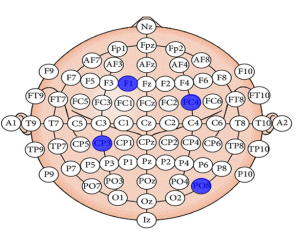 Nz
Fp1 Fpz Fp2
AF7 AF3 AFz AF4 AF8
F9 F7 F5 F3 F1 Fz F2 F4 F6 F8 F10
FT9 FT7 FC5 FC3 FC1 FCz FC2 FC4 FC6 FT8 FT10
A1 T9 T7 C5 C3 C1 Cz C2 C4 C6 T8 T10 A2
TP9 TP7 CP5 CP3 CP1 CPz CP2 CP4 CP6 TP8 TP10
P9 P7 P5 P3 P1 Pz P2 P4 P6 P8 P10
PO7 PO3 POz PO4 PO8
O1 Oz O2
Iz